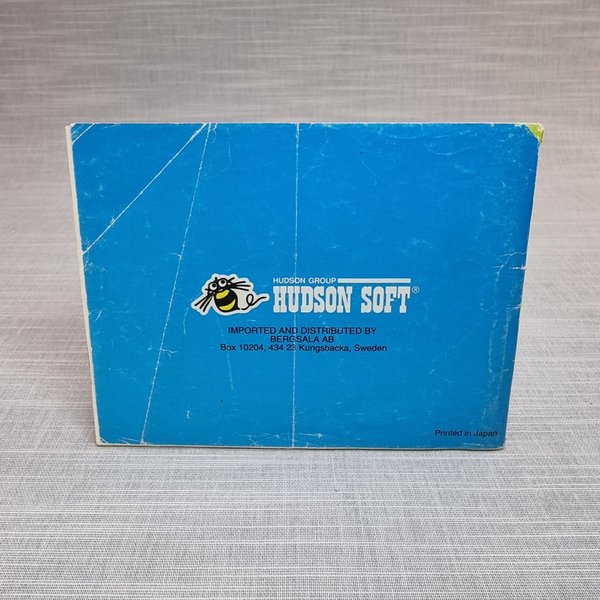 HUDSON GROUP
HUDSON SOFT®
IMPORTED AND DISTRIBUTED BY
BERGSALA AB
Box 10204, 434 23 Kungsbacka, Sweden
Printed in Japan